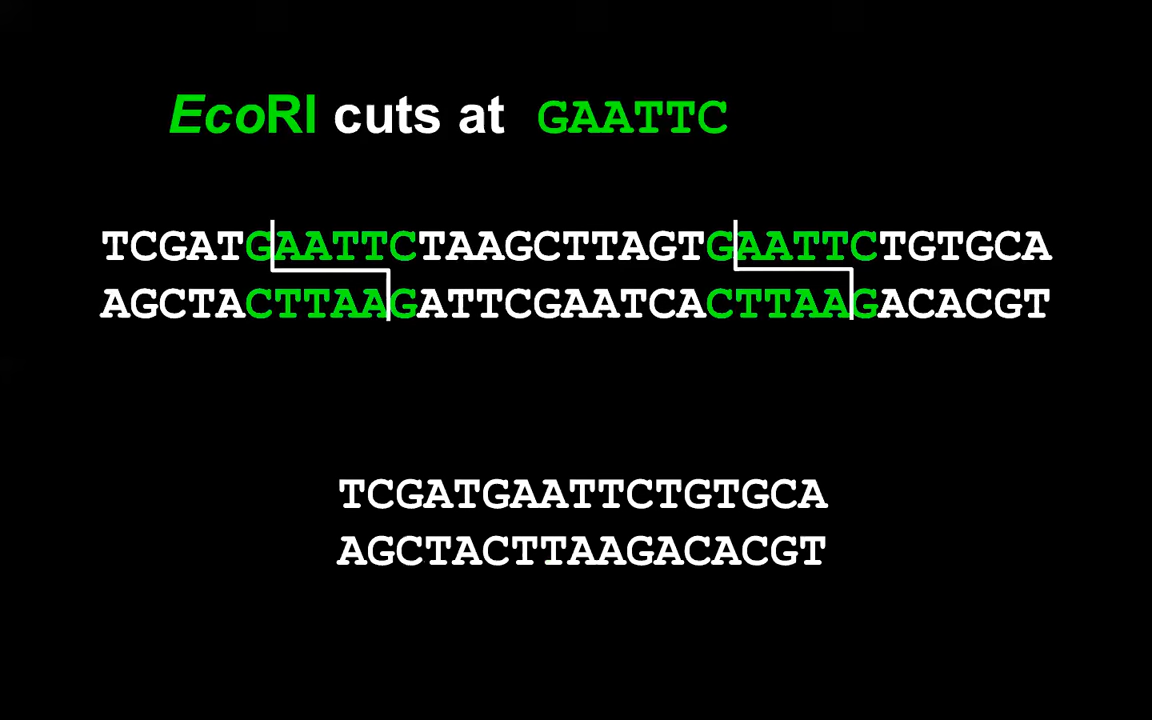 EcoRI cuts at GAATTC
TCGATGAATTCTAAGCTTAGTGAATTCTGTGCA
AGCTACTTAAGATTCGAATCACTTAAGACACGT
TCGATGAATTCTGTGCA
AGCTACTTAAGACACGT